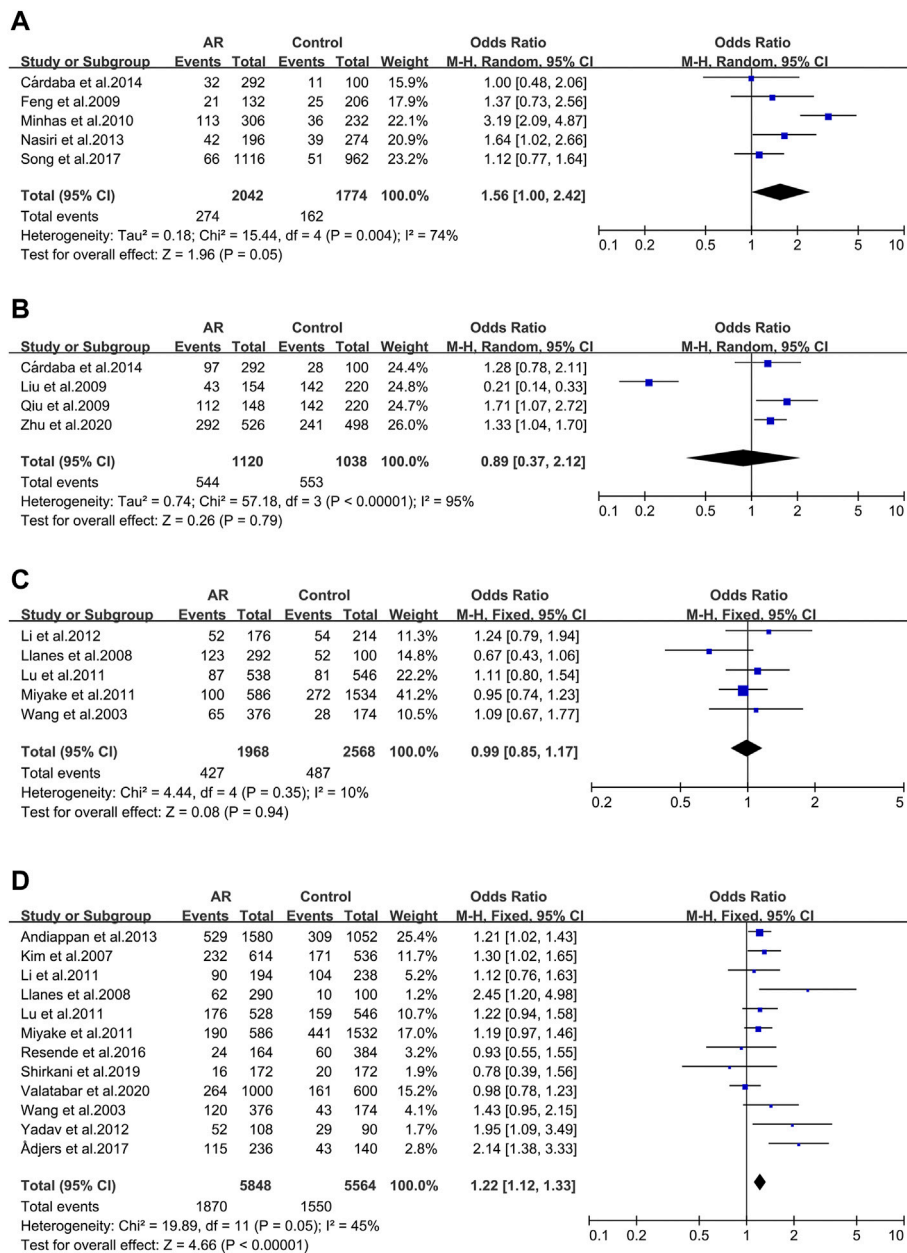 A
AR Control Odds Ratio Odds Ratio
Study or Subgroup Events Total Events Total Weight M-H, Random, 95% CI M-H, Random, 95% CI
Cárdaba et al.2014 32 292 11 100 15.9% 1.00 [0.48, 2.06]
Feng et al.2009 21 132 25 206 17.9% 1.37 [0.73, 2.56]
Minhas et al.2010 113 306 36 232 22.1% 3.19 [2.09, 4.87]
Nasiri et al.2013 42 196 39 274 20.9% 1.64 [1.02, 2.66]
Song et al.2017 66 1116 51 962 23.2% 1.12 [0.77, 1.64]
Total (95% CI) 2042 1774 100.0% 1.56 [1.00, 2.42]
Total events 274 162
Heterogeneity: Tau² = 0.18; Chi² = 15.44, df = 4 (P = 0.004); I² = 74%
Test for overall effect: Z = 1.96 (P = 0.05)
0.1 0.2 0.5 1 2 5 10
B
AR Control Odds Ratio Odds Ratio
Study or Subgroup Events Total Events Total Weight M-H, Random, 95% CI M-H, Random, 95% CI
Cárdaba et al.2014 97 292 28 100 24.4% 1.28 [0.78, 2.11]
Liu et al.2009 43 154 142 220 24.8% 0.21 [0.14, 0.33]
Qiu et al.2009 112 148 142 220 24.7% 1.71 [1.07, 2.72]
Zhu et al.2020 292 526 241 498 26.0% 1.33 [1.04, 1.70]
Total (95% CI) 1120 1038 100.0% 0.89 [0.37, 2.12]
Total events 544 553
Heterogeneity: Tau² = 0.74; Chi² = 57.18, df = 3 (P < 0.00001); I² = 95%
Test for overall effect: Z = 0.26 (P = 0.79)
0.1 0.2 0.5 1 2 5 10
C
AR Control Odds Ratio Odds Ratio
Study or Subgroup Events Total Events Total Weight M-H, Fixed, 95% CI M-H, Fixed, 95% CI
Li et al.2012 52 176 54 214 11.3% 1.24 [0.79, 1.94]
Llanes et al.2008 123 292 52 100 14.8% 0.67 [0.43, 1.06]
Lu et al.2011 87 538 81 546 22.2% 1.11 [0.80, 1.54]
Miyake et al.2011 100 586 272 1534 41.2% 0.95 [0.74, 1.23]
Wang et al.2003 65 376 28 174 10.5% 1.09 [0.67, 1.77]
Total (95% CI) 1968 2568 100.0% 0.99 [0.85, 1.17]
Total events 427 487
Heterogeneity: Chi² = 4.44, df = 4 (P = 0.35); I² = 10%
Test for overall effect: Z = 0.08 (P = 0.94)
0.2 0.5 1 2 5
D
AR Control Odds Ratio Odds Ratio
Study or Subgroup Events Total Events Total Weight M-H, Fixed, 95% CI M-H, Fixed, 95% CI
Andiappan et al.2013 529 1580 309 1052 25.4% 1.21 [1.02, 1.43]
Kim et al.2007 232 614 171 536 11.7% 1.30 [1.02, 1.65]
Li et al.2011 90 194 104 238 5.2% 1.12 [0.76, 1.63]
Llanes et al.2008 62 290 10 100 1.2% 2.45 [1.20, 4.98]
Lu et al.2011 176 528 159 546 10.7% 1.22 [0.94, 1.58]
Miyake et al.2011 190 586 441 1532 17.0% 1.19 [0.97, 1.46]
Resende et al.2016 24 164 60 384 3.2% 0.93 [0.55, 1.55]
Shirkani et al.2019 16 172 20 172 1.9% 0.78 [0.39, 1.56]
Valatabar et al.2020 264 1000 161 600 15.2% 0.98 [0.78, 1.23]
Wang et al.2003 120 376 43 174 4.1% 1.43 [0.95, 2.15]
Yadav et al.2012 52 108 29 90 1.7% 1.95 [1.09, 3.49]
Ådjers et al.2017 115 236 43 140 2.8% 2.14 [1.38, 3.33]
Total (95% CI) 5848 5564 100.0% 1.22 [1.12, 1.33]
Total events 1870 1550
Heterogeneity: Chi² = 19.89, df = 11 (P = 0.05); I² = 45%
Test for overall effect: Z = 4.66 (P < 0.00001)
0.1 0.2 0.5 1 2 5 10